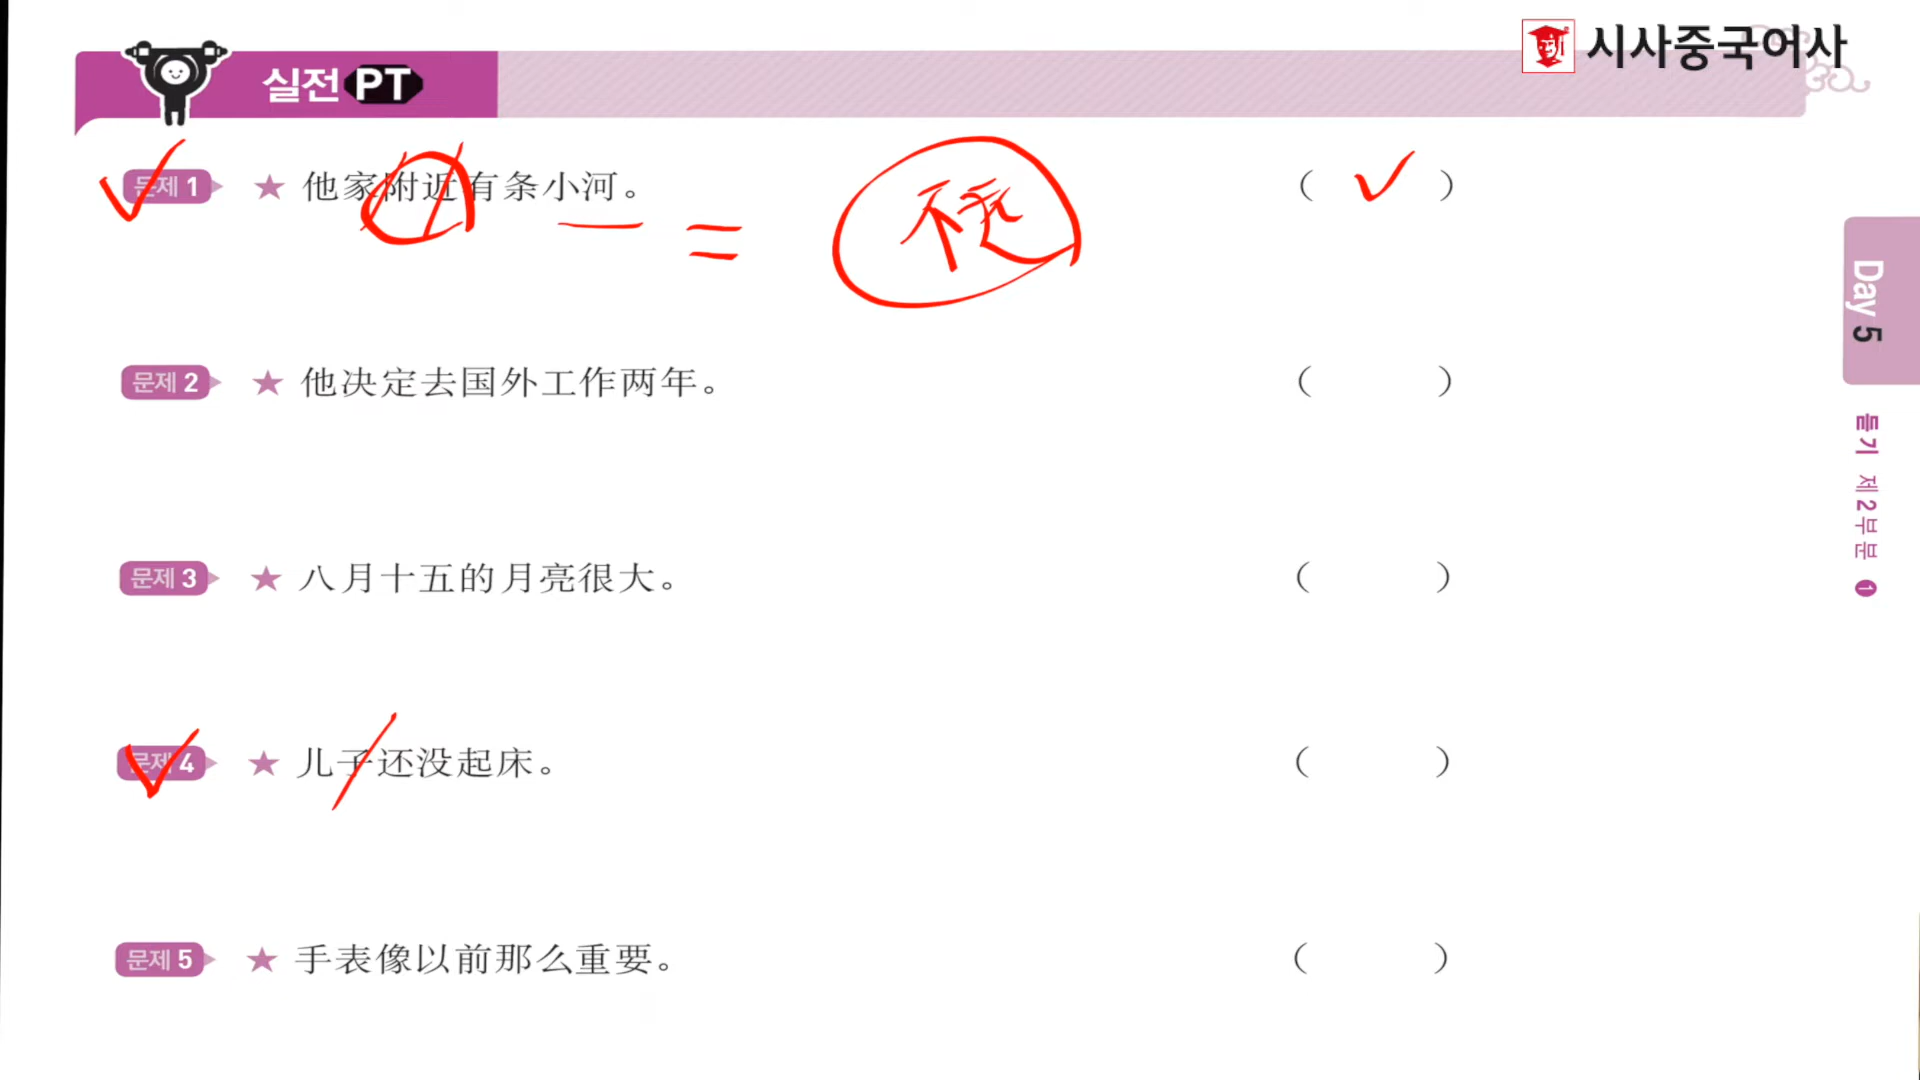 시사중국어사
실전 PT
문제 1 ★ 他家附近有条小河。 ( ✓ )
=
문제 2 ★ 他决定去国外工作两年。 ( )
문제 3 ★ 八月十五的月亮很大。 ( )
문제 4 ★ 儿子还没起床。 ( )
문제 5 ★ 手表像以前那么重要。 ( )
Day 5
듣기 제2부분 1